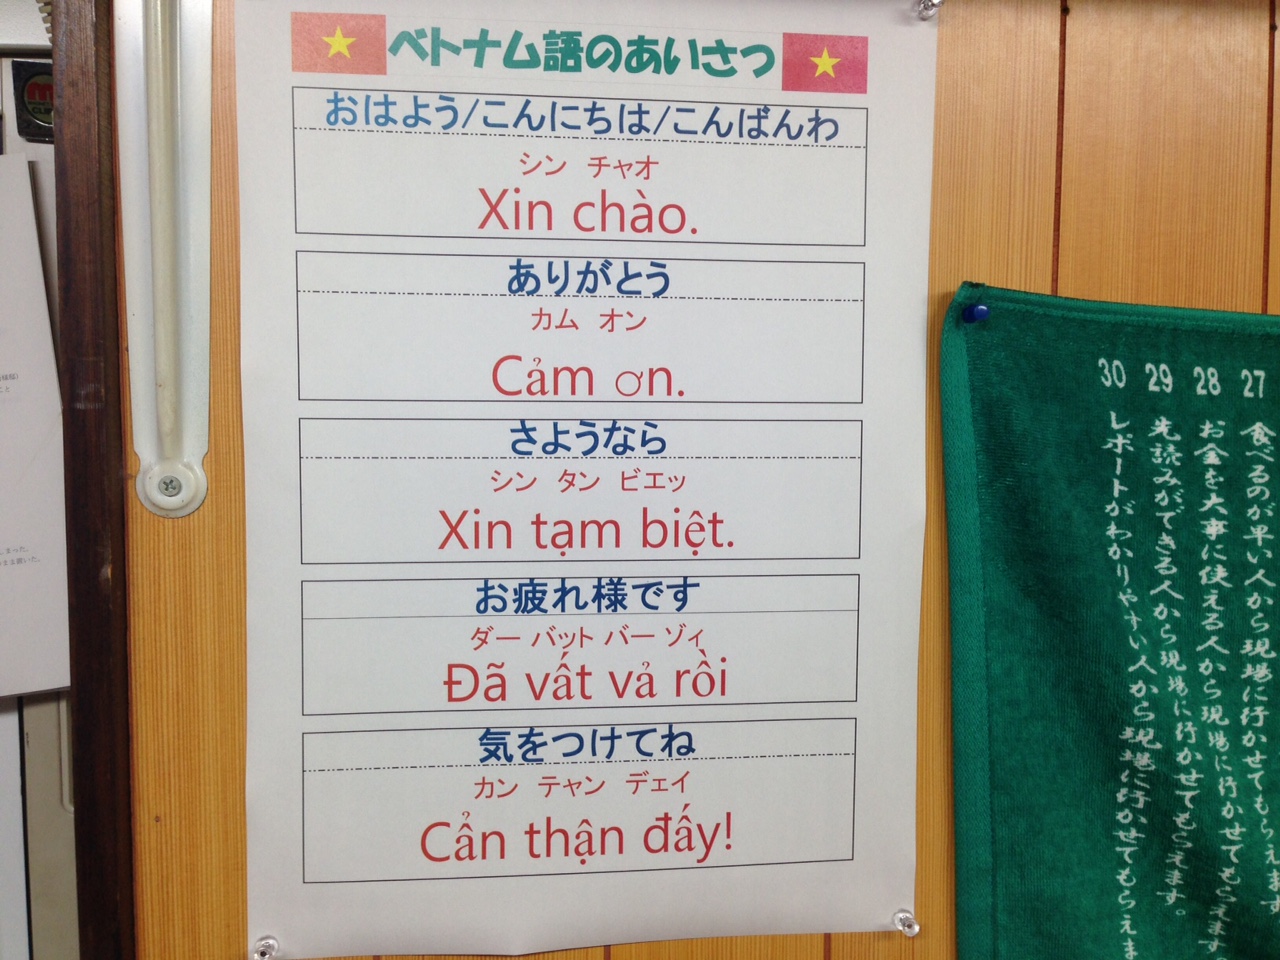 ベトナム語のあいさつ
おはよう/こんにちは/こんばんわ
シン チャオ
Xin chào.
ありがとう
カム オン
Cảm ơn.
さようなら
シン タン ビエッ
Xin tạm biệt.
お疲れ様です
ダー バット バー ゾイ
Đã vất vả rồi
気をつけてね
カン テャン デェイ
Cẩn thận đấy!
30 レポートがわかりやすい人から現場に行かせてもらえま
29 先読みができる人から現場に行かせてもらえます。
28 お金を大事に使える人から現場に行かせてもらえます
27 食べるのが早い人から現場に行かせてもらえます